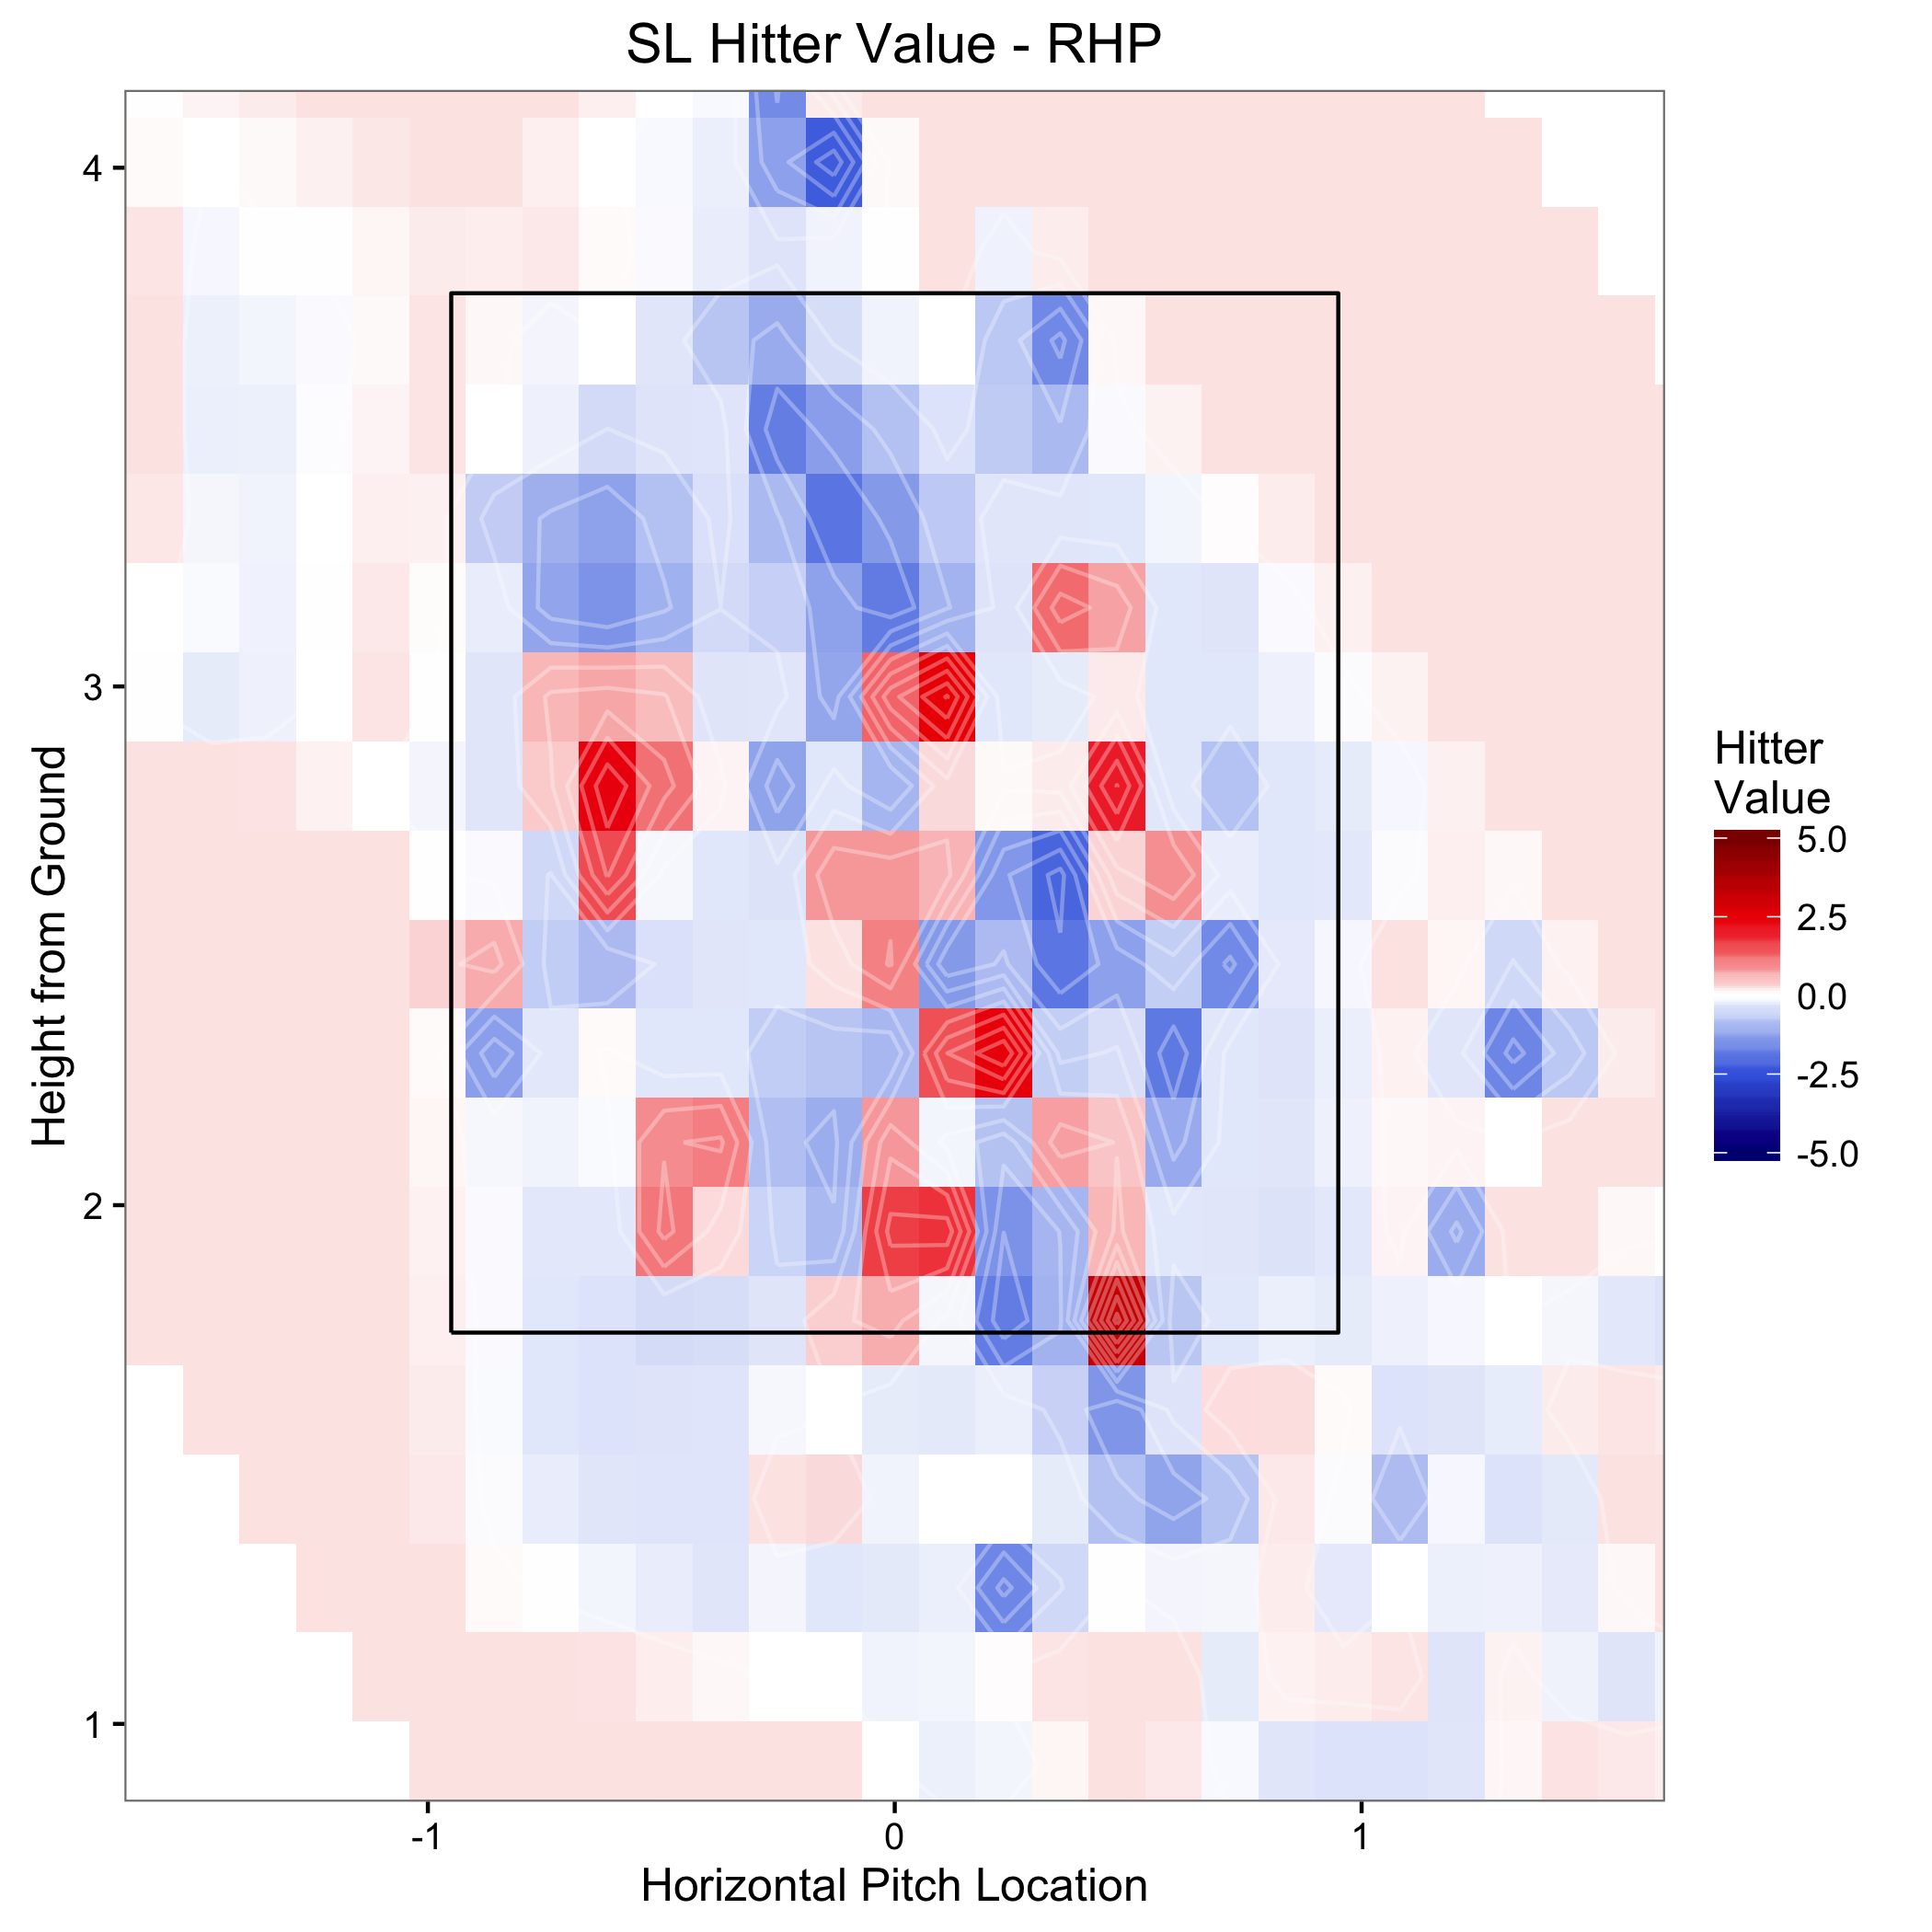 SL Hitter Value - RHP
4
3
2
1
Height from Ground
-1
0
1
Horizontal Pitch Location
Hitter
Value
5.0
2.5
0.0
-2.5
-5.0